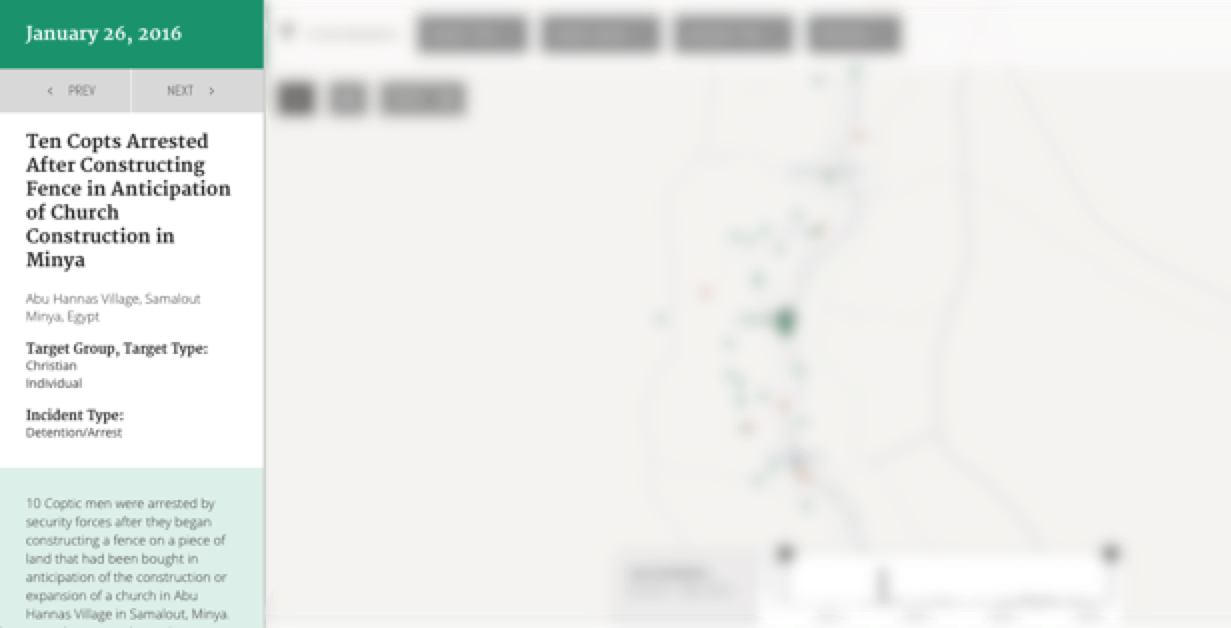 January 26, 2016
‹ PREV
NEXT ›
Ten Copts Arrested
After Constructing
Fence in Anticipation
of Church
Construction in
Minya
Abu Hannas Village, Samalout
Minya, Egypt
Target Group, Target Type:
Christian
Individual
Incident Type:
Detention/Arrest
10 Coptic men were arrested by
security forces after they began
constructing a fence on a piece of
land that had been bought in
anticipation of the construction or
expansion of a church in Abu
Hannas Village in Samalout, Minya.